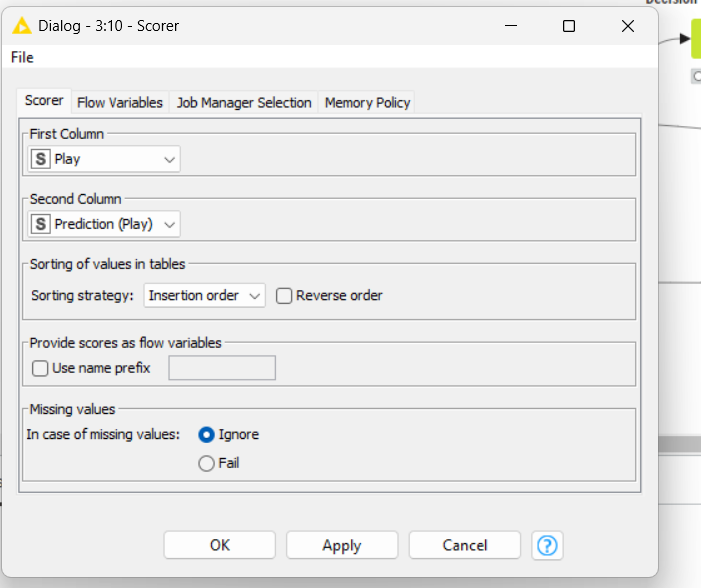 Decision
Dialog - 3:10 - Scorer
File
Scorer Flow Variables Job Manager Selection Memory Policy
First Column
S Play
Second Column
S Prediction (Play)
Sorting of values in tables
Sorting strategy: Insertion order Reverse order
Provide scores as flow variables
Use name prefix
Missing values
In case of missing values: Ignore
Fail
OK Apply Cancel ?